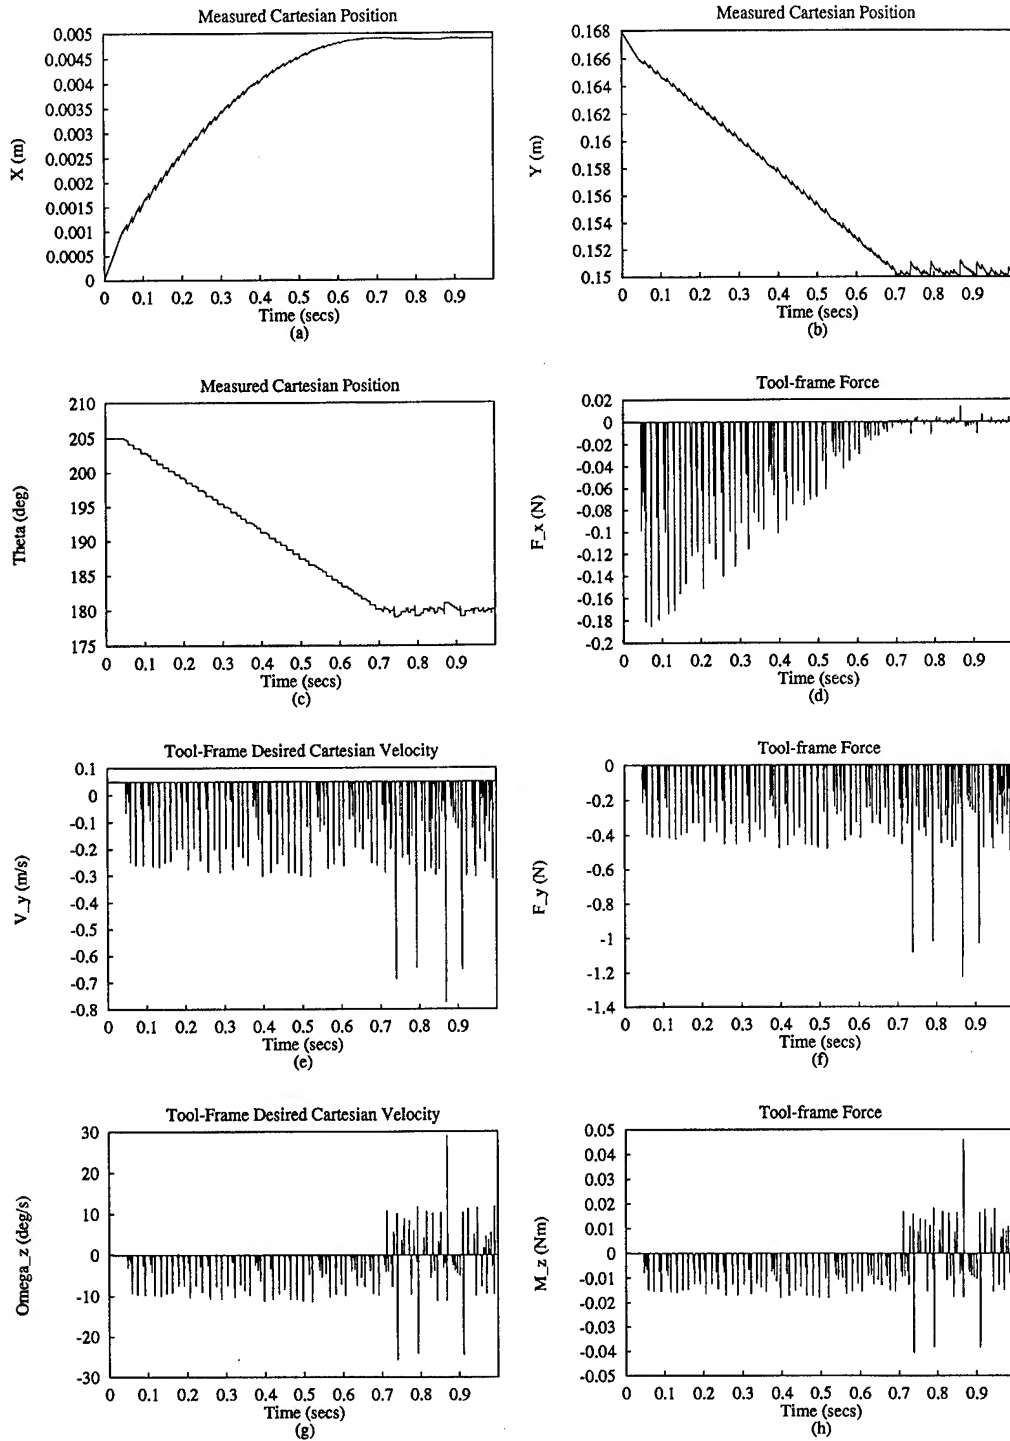 Measured Cartesian Position
0.005
0.0045
0.004
0.0035
0.003
0.0025
0.002
0.0015
0.001
0.0005
0
X (m)
0 0.1 0.2 0.3 0.4 0.5 0.6 0.7 0.8 0.9
Time (secs)
(a)
Measured Cartesian Position
0.168
0.166
0.164
0.162
0.16
0.158
0.156
0.154
0.152
0.15
Y (m)
0 0.1 0.2 0.3 0.4 0.5 0.6 0.7 0.8 0.9
Time (secs)
(b)
Measured Cartesian Position
210
205
200
195
190
185
180
175
Theta (deg)
0 0.1 0.2 0.3 0.4 0.5 0.6 0.7 0.8 0.9
Time (secs)
(c)
Tool-frame Force
0.02
0
-0.02
-0.04
-0.06
-0.08
-0.1
-0.12
-0.14
-0.16
-0.18
-0.2
F_x (N)
0 0.1 0.2 0.3 0.4 0.5 0.6 0.7 0.8 0.9
Time (secs)
(d)
Tool-Frame Desired Cartesian Velocity
0.1
0
-0.1
-0.2
-0.3
-0.4
-0.5
-0.6
-0.7
-0.8
V_y (m/s)
0 0.1 0.2 0.3 0.4 0.5 0.6 0.7 0.8 0.9
Time (secs)
(e)
Tool-frame Force
0
-0.2
-0.4
-0.6
-0.8
-1
-1.2
-1.4
F_y (N)
0 0.1 0.2 0.3 0.4 0.5 0.6 0.7 0.8 0.9
Time (secs)
(f)
Tool-Frame Desired Cartesian Velocity
30
20
10
0
-10
-20
-30
Omega_z (deg/s)
0 0.1 0.2 0.3 0.4 0.5 0.6 0.7 0.8 0.9
Time (secs)
(g)
Tool-frame Force
0.05
0.04
0.03
0.02
0.01
0
-0.01
-0.02
-0.03
-0.04
-0.05
M_z (Nm)
0 0.1 0.2 0.3 0.4 0.5 0.6 0.7 0.8 0.9
Time (secs)
(h)